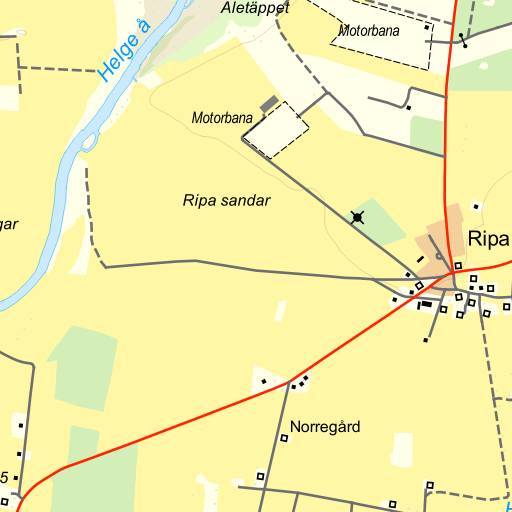 Aletäppet
Helge å
Motorbana
Motorbana
Ripa sandar
gar
Ripa
Norregård
5